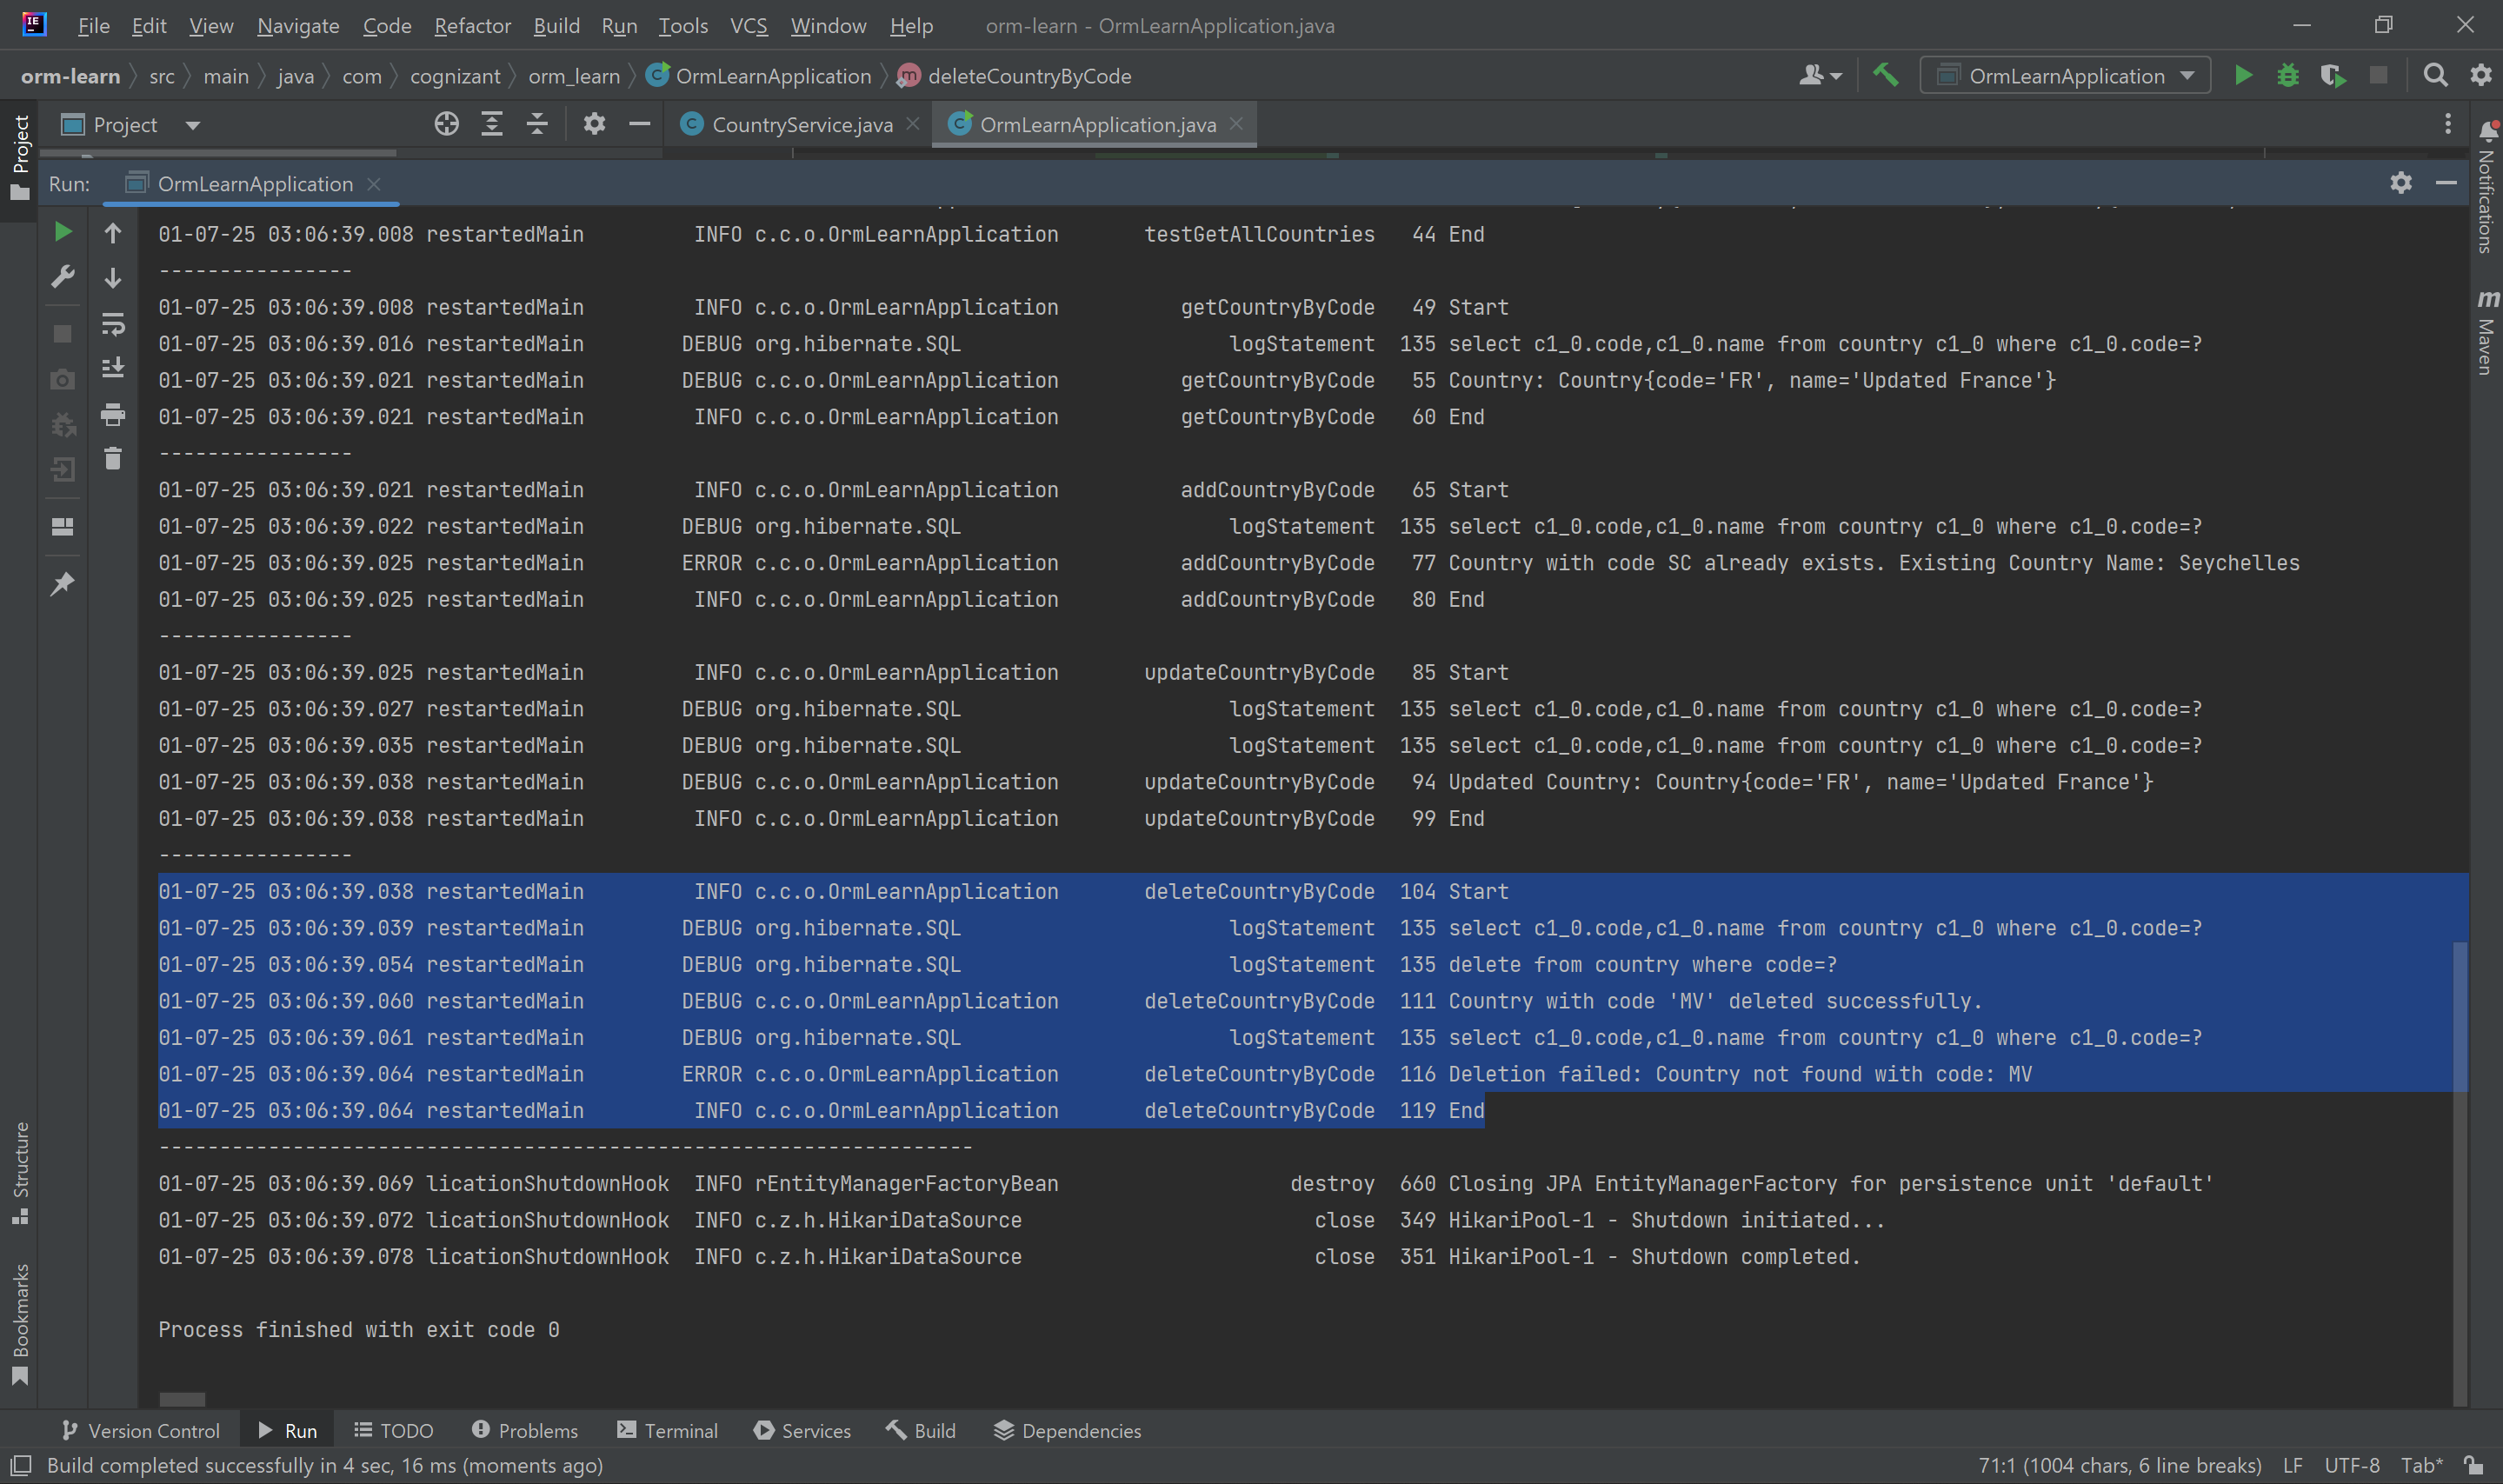 File Edit View Navigate Code Refactor Build Run Tools VCS Window Help orm-learn - OrmLearnApplication.java
orm-learn src main java com cognizant orm_learn OrmLearnApplication deleteCountryByCode OrmLearnApplication
Project CountryService.java OrmLearnApplication.java
Project
Run: OrmLearnApplication
Notifications
Maven
01-07-25 03:06:39.008 restartedMain INFO c.c.o.OrmLearnApplication testGetAllCountries 44 End
----------------
01-07-25 03:06:39.008 restartedMain INFO c.c.o.OrmLearnApplication getCountryByCode 49 Start
01-07-25 03:06:39.016 restartedMain DEBUG org.hibernate.SQL logStatement 135 select c1_0.code,c1_0.name from country c1_0 where c1_0.code=?
01-07-25 03:06:39.021 restartedMain DEBUG c.c.o.OrmLearnApplication getCountryByCode 55 Country: Country{code='FR', name='Updated France'}
01-07-25 03:06:39.021 restartedMain INFO c.c.o.OrmLearnApplication getCountryByCode 60 End
----------------
01-07-25 03:06:39.021 restartedMain INFO c.c.o.OrmLearnApplication addCountryByCode 65 Start
01-07-25 03:06:39.022 restartedMain DEBUG org.hibernate.SQL logStatement 135 select c1_0.code,c1_0.name from country c1_0 where c1_0.code=?
01-07-25 03:06:39.025 restartedMain ERROR c.c.o.OrmLearnApplication addCountryByCode 77 Country with code SC already exists. Existing Country Name: Seychelles
01-07-25 03:06:39.025 restartedMain INFO c.c.o.OrmLearnApplication addCountryByCode 80 End
----------------
01-07-25 03:06:39.025 restartedMain INFO c.c.o.OrmLearnApplication updateCountryByCode 85 Start
01-07-25 03:06:39.027 restartedMain DEBUG org.hibernate.SQL logStatement 135 select c1_0.code,c1_0.name from country c1_0 where c1_0.code=?
01-07-25 03:06:39.035 restartedMain DEBUG org.hibernate.SQL logStatement 135 select c1_0.code,c1_0.name from country c1_0 where c1_0.code=?
01-07-25 03:06:39.038 restartedMain DEBUG c.c.o.OrmLearnApplication updateCountryByCode 94 Updated Country: Country{code='FR', name='Updated France'}
01-07-25 03:06:39.038 restartedMain INFO c.c.o.OrmLearnApplication updateCountryByCode 99 End
----------------
01-07-25 03:06:39.038 restartedMain INFO c.c.o.OrmLearnApplication deleteCountryByCode 104 Start
01-07-25 03:06:39.039 restartedMain DEBUG org.hibernate.SQL logStatement 135 select c1_0.code,c1_0.name from country c1_0 where c1_0.code=?
01-07-25 03:06:39.054 restartedMain DEBUG org.hibernate.SQL logStatement 135 delete from country where code=?
01-07-25 03:06:39.060 restartedMain DEBUG c.c.o.OrmLearnApplication deleteCountryByCode 111 Country with code 'MV' deleted successfully.
01-07-25 03:06:39.061 restartedMain DEBUG org.hibernate.SQL logStatement 135 select c1_0.code,c1_0.name from country c1_0 where c1_0.code=?
01-07-25 03:06:39.064 restartedMain ERROR c.c.o.OrmLearnApplication deleteCountryByCode 116 Deletion failed: Country not found with code: MV
01-07-25 03:06:39.064 restartedMain INFO c.c.o.OrmLearnApplication deleteCountryByCode 119 End
-------------------------------------------------------------------
01-07-25 03:06:39.069 licationShutdownHook INFO rEntityManagerFactoryBean destroy 660 Closing JPA EntityManagerFactory for persistence unit 'default'
01-07-25 03:06:39.072 licationShutdownHook INFO c.z.h.HikariDataSource close 349 HikariPool-1 - Shutdown initiated...
01-07-25 03:06:39.078 licationShutdownHook INFO c.z.h.HikariDataSource close 351 HikariPool-1 - Shutdown completed.
Process finished with exit code 0
Structure
Bookmarks
Version Control Run TODO Problems Terminal Services Build Dependencies
Build completed successfully in 4 sec, 16 ms (moments ago) 71:1 (1004 chars, 6 line breaks) LF UTF-8 Tab*